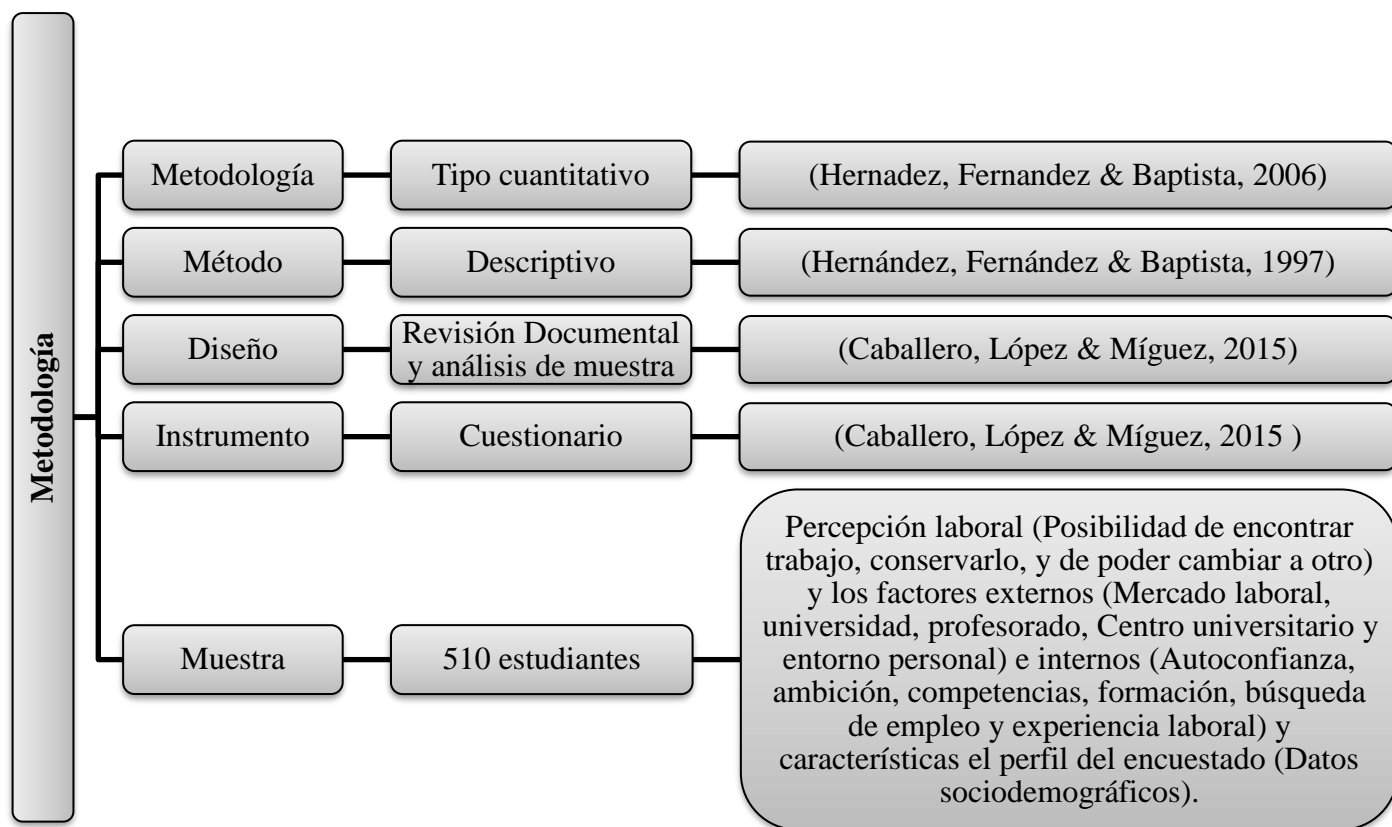 Metodología
Metodología
Tipo cuantitativo
(Hernadez, Fernandez & Baptista, 2006)
Método
Descriptivo
(Hernández, Fernández & Baptista, 1997)
Diseño
Revisión Documental
y análisis de muestra
(Caballero, López & Míguez, 2015)
Instrumento
Cuestionario
(Caballero, López & Míguez, 2015 )
Muestra
510 estudiantes
Percepción laboral (Posibilidad de encontrar
trabajo, conservarlo, y de poder cambiar a otro)
y los factores externos (Mercado laboral,
universidad, profesorado, Centro universitario y
entorno personal) e internos (Autoconfianza,
ambición, competencias, formación, búsqueda
de empleo y experiencia laboral) y
características el perfil del encuestado (Datos
sociodemográficos).